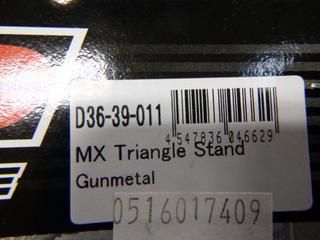 D36-39-011
4 547836 046629
MX Triangle Stand
Gunmetal
0516017409